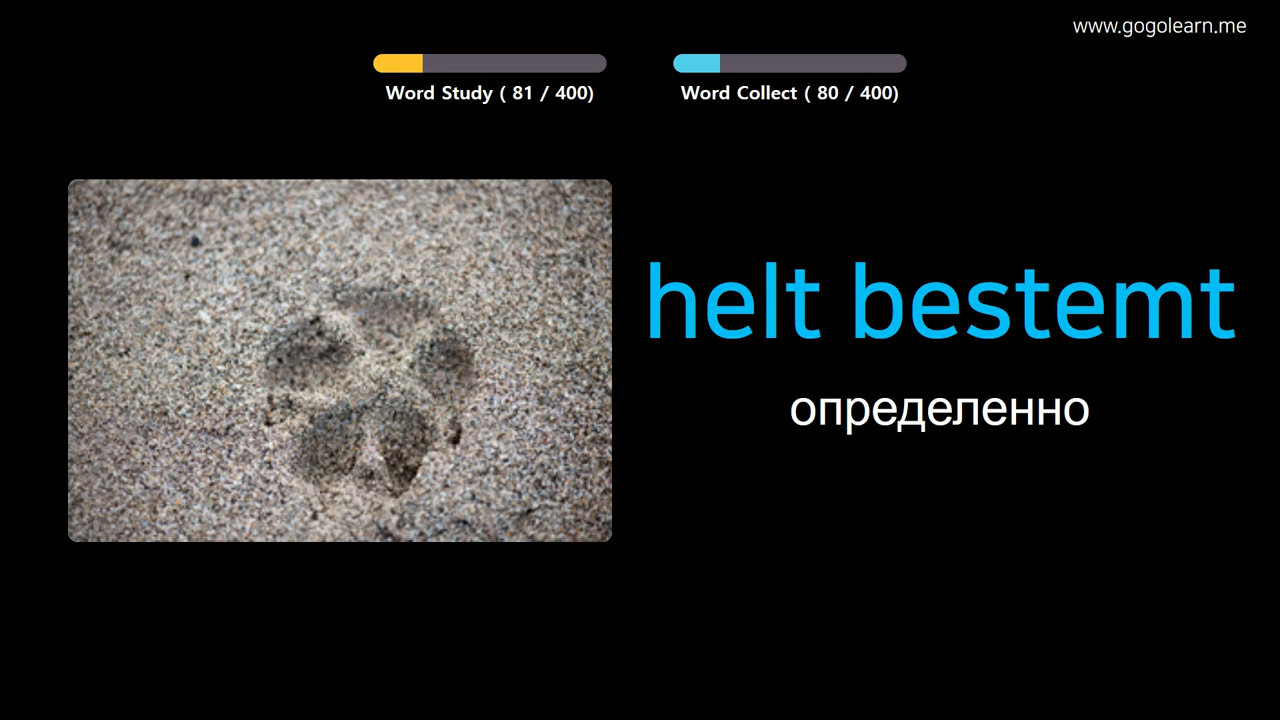 www.gogolearn.me
Word Study ( 81 / 400)
Word Collect ( 80 / 400)
helt bestemt
определенно